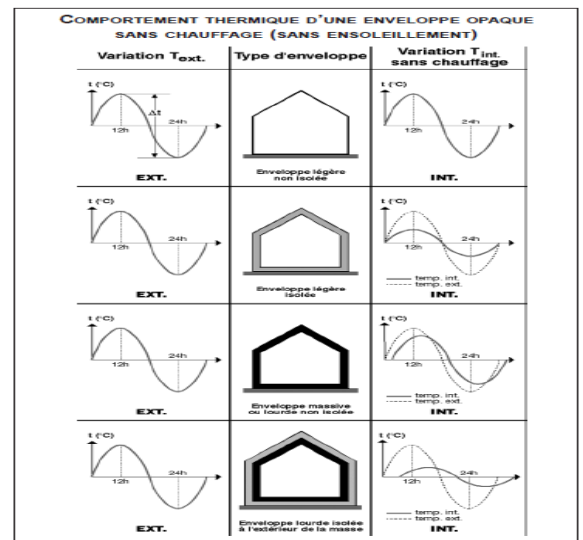 COMPORTEMENT THERMIQUE D'UNE ENVELOPPE OPAQUE
SANS CHAUFFAGE (SANS ENSOLEILLEMENT)
Variation Text.
Type d'enveloppe
Variation Tint.
sans chauffage
t (°C)
Δt
24h
12h
EXT.
Enveloppe légère
non isolée
t (°C)
24h
12h
INT.
t (°C)
24h
12h
EXT.
Enveloppe légère
isolée
t (°C)
24h
12h
temp. int.
temp. ext.
INT.
t (°C)
24h
12h
EXT.
Enveloppe massive
ou lourde non isolée
t (°C)
24h
12h
temp. int.
temp. ext.
INT.
t (°C)
24h
12h
EXT.
Enveloppe lourde isolée
à l'extérieur de la masse
t (°C)
24h
12h
temp. int.
temp. ext.
INT.